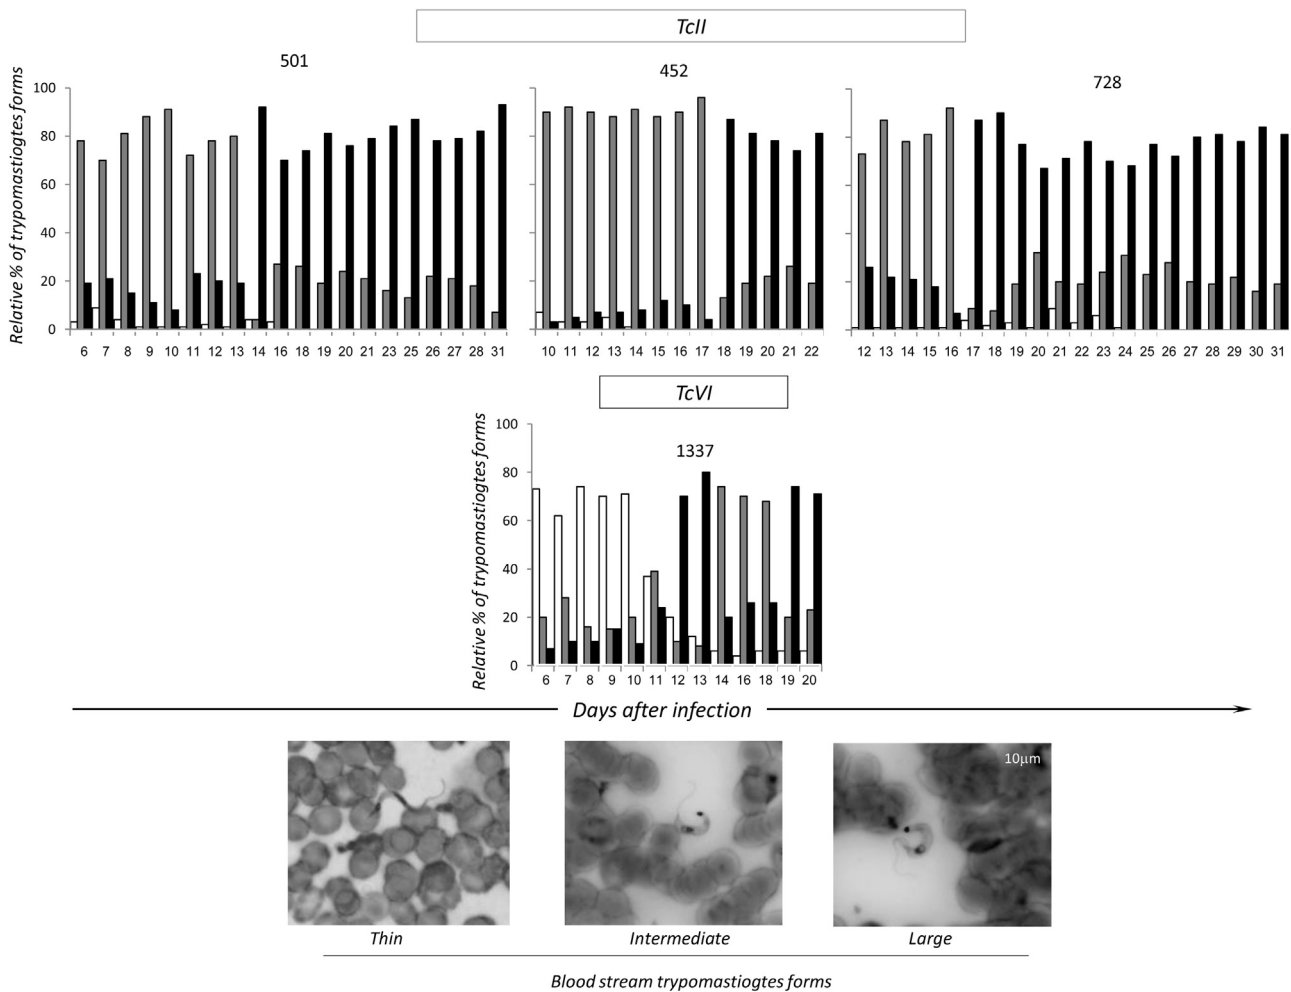 TcII
501
452
728
Relative % of trypomastiogtes forms
100
80
60
40
20
0
6 7 8 9 10 11 12 13 14 16 18 19 20 21 23 25 26 27 28 31
10 11 12 13 14 15 16 17 18 19 20 21 22
12 13 14 15 16 17 18 19 20 21 22 23 24 25 26 27 28 29 30 31
TcVI
1337
Relative % of trypomastiogtes forms
100
80
60
40
20
0
6 7 8 9 10 11 12 13 14 16 18 19 20
Days after infection
10μm
Thin Intermediate Large
Blood stream trypomastiogtes forms